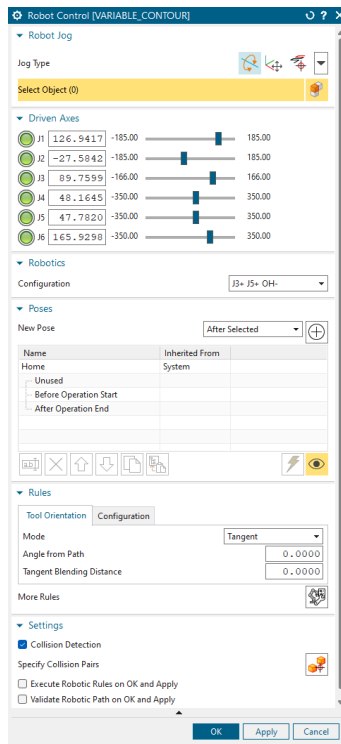 Robot Control [VARIABLE_CONTOUR]
Robot Jog
Jog Type
Select Object (0)
Driven Axes
J1 126.9417 -185.00 185.00
J2 -27.5842 -185.00 185.00
J3 89.7599 -166.00 166.00
J4 48.1645 -350.00 350.00
J5 47.7820 -350.00 350.00
J6 165.9298 -350.00 350.00
Robotics
Configuration J3+ J5+ OH-
Poses
New Pose After Selected
Name Inherited From
Home System
Unused
Before Operation Start
After Operation End
Rules
Tool Orientation Configuration
Mode Tangent
Angle from Path 0.0000
Tangent Blending Distance 0.0000
More Rules
Settings
Collision Detection
Specify Collision Pairs
Execute Robotic Rules on OK and Apply
Validate Robotic Path on OK and Apply
OK Apply Cancel